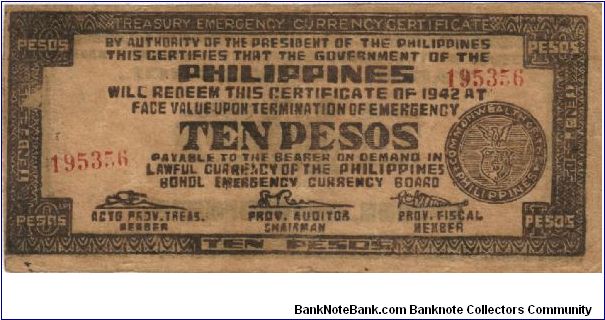 TREASURY EMERGENCY CURRENCY CERTIFICATE
PESOS PESOS
BY AUTHORITY OF THE PRESIDENT OF THE PHILIPPINES
THIS CERTIFIES THAT THE GOVERNMENT OF THE
PHILIPPINES 195356
WILL REDEEM THIS CERTIFICATE OF 1942 AT
FACE VALUE UPON TERMINATION OF EMERGENCY
TEN PESOS
195356
PAYABLE TO THE BEARER ON DEMAND IN
LAWFUL CURRENCY OF THE PHILIPPINES
BOHOL EMERGENCY CURRENCY BOARD
COMMONWEALTH OF THE PHILIPPINES
ACTG PROV. TREAS. PROV. AUDITOR PROV. FISCAL
MEMBER CHAIRMAN MEMBER
PESOS PESOS
TEN PESOS
BankNoteBank.com Banknote Collectors Community